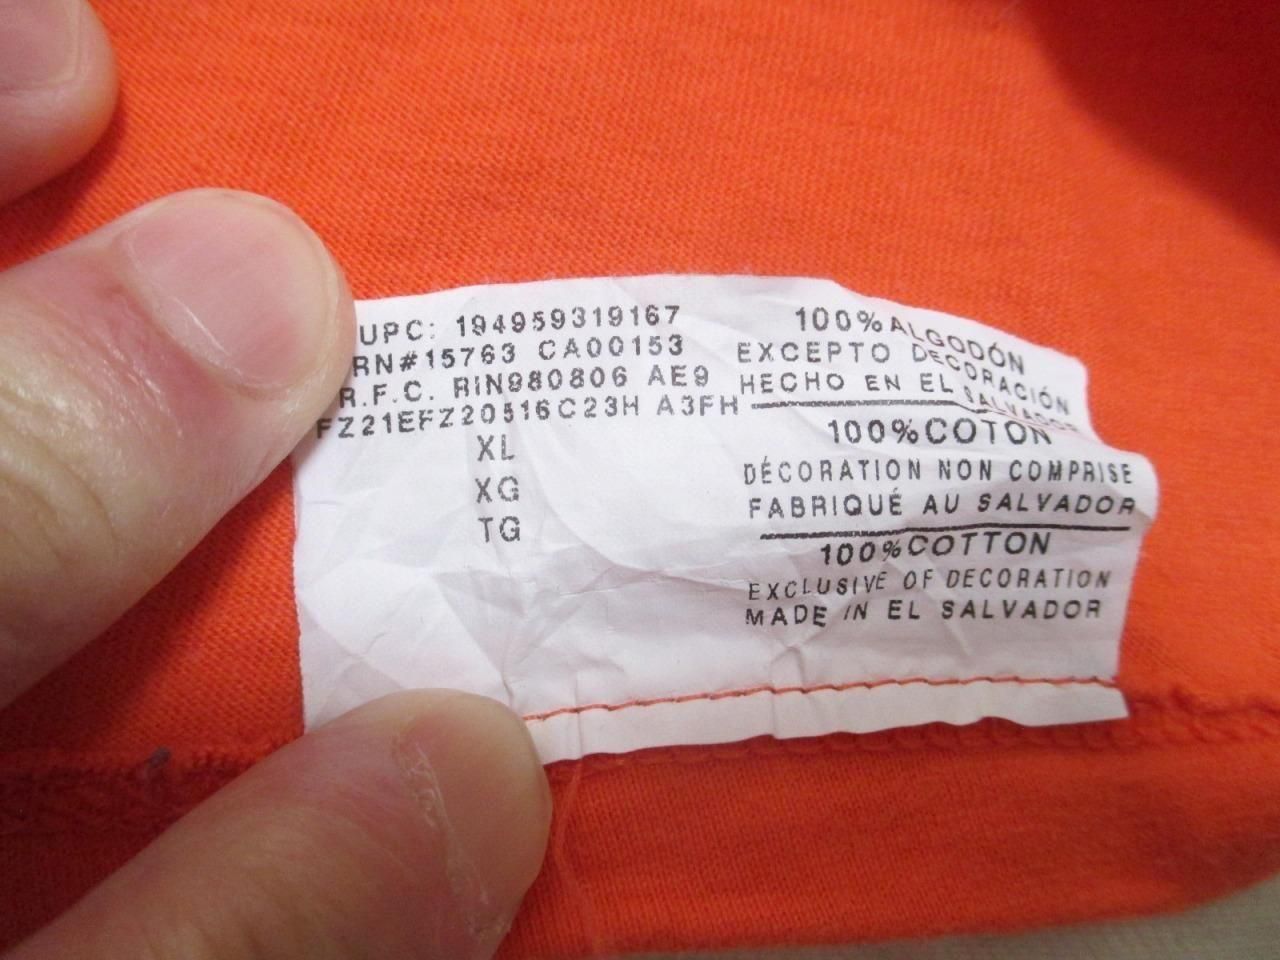 UPC: 194959319167
RN#15763 CA00153
R.F.C. RIN980806 AE9
FZ21EFZ20516C23H A3FH
XL
XG
TG
100% ALGODÓN
EXCEPTO DECORACIÓN
HECHO EN EL SALVADOR
100% COTON
DÉCORATION NON COMPRISE
FABRIQUÉ AU SALVADOR
100% COTTON
EXCLUSIVE OF DECORATION
MADE IN EL SALVADOR